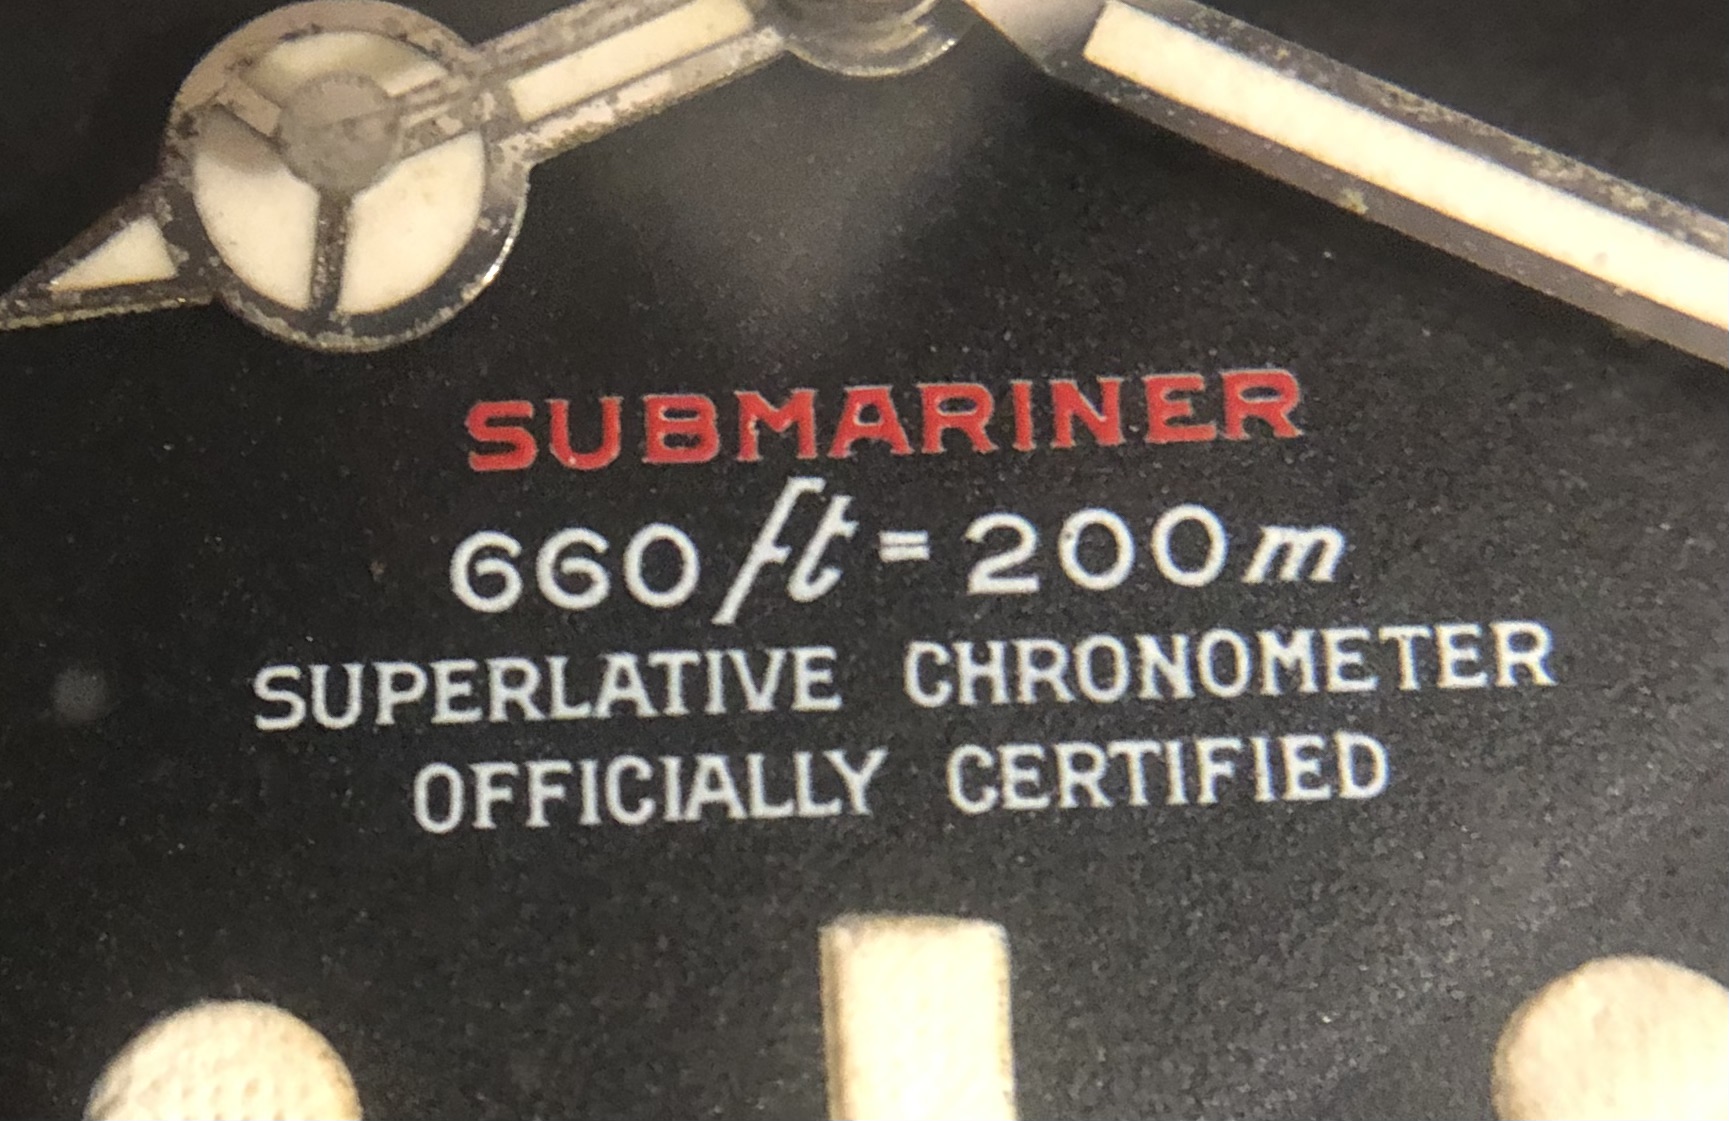 SUBMARINER
660 ft = 200 m
SUPERLATIVE CHRONOMETER
OFFICIALLY CERTIFIED